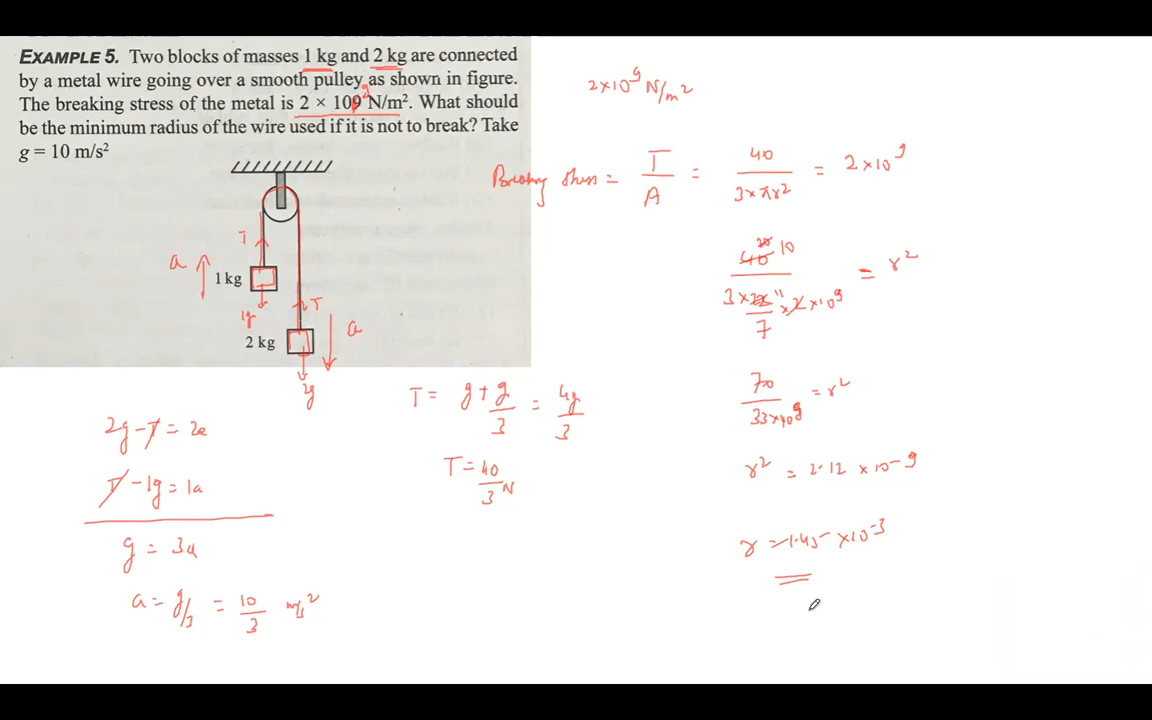 EXAMPLE 5. Two blocks of masses 1 kg and 2 kg are connected
by a metal wire going over a smooth pulley as shown in figure.
The breaking stress of the metal is 2 × 109 N/m². What should
be the minimum radius of the wire used if it is not to break? Take
g = 10 m/s²
T
a
1 kg
1g
T
a
2 kg
2g
2g - T = 2a
T - 1g = 1a
g = 3a
a = g/3 = 10/3 m/s²
T = g + g/3 = 4g/3
T = 40/3 N
2×10⁹ N/m²
Breaking stress = T/A = 40/3×πr² = 2×10⁹
40 20 10/3×22 11/7 ×2×10⁹ = r²
70/33×10⁹ = r²
r² = 2.12 × 10⁻⁹
r = 1.45 × 10⁻³